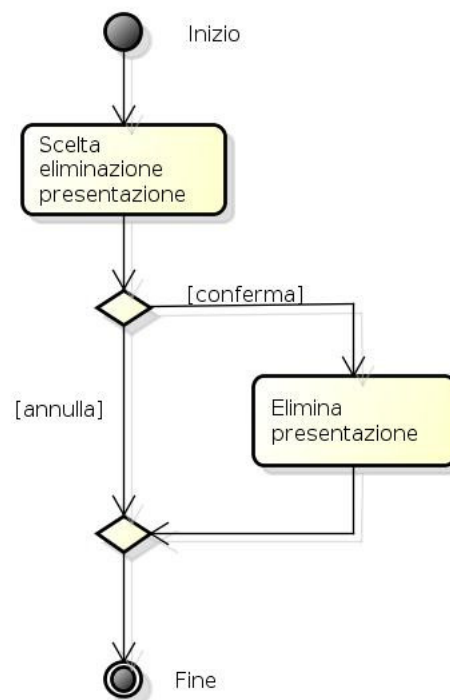 Inizio
Scelta
eliminazione
presentazione
[conferma]
[annulla]
Elimina
presentazione
Fine